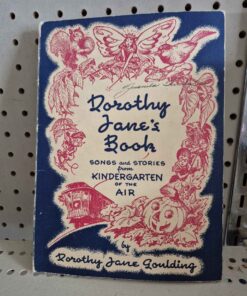 Dorothy
Jane's
Book
SONGS and STORIES
from
KINDERGARTEN
OF THE
AIR
by
Dorothy Jane Goulding